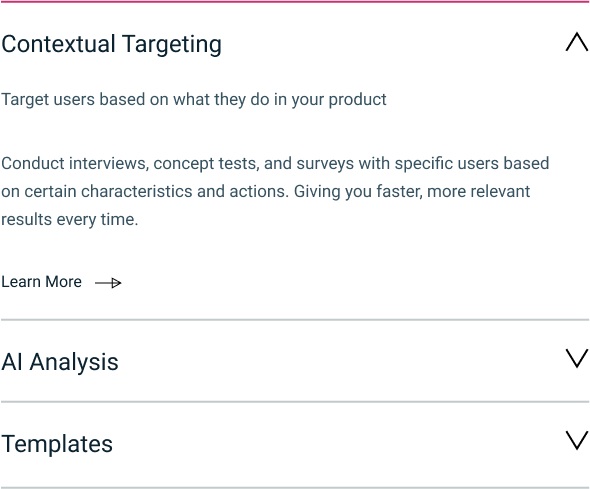 Contextual Targeting
Target users based on what they do in your product
Conduct interviews, concept tests, and surveys with specific users based
on certain characteristics and actions. Giving you faster, more relevant
results every time.
Learn More
AI Analysis
Templates